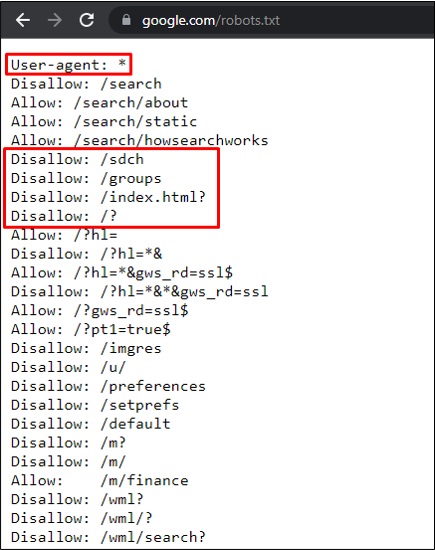 google.com/robots.txt
User-agent: *
Disallow: /search
Allow: /search/about
Allow: /search/static
Allow: /search/howsearchworks
Disallow: /sdch
Disallow: /groups
Disallow: /index.html?
Disallow: /?
Allow: /?hl=
Disallow: /?hl=*&
Allow: /?hl=*&gws_rd=ssl$
Disallow: /?hl=*&*&gws_rd=ssl
Allow: /?gws_rd=ssl$
Allow: /?pt1=true$
Disallow: /imgres
Disallow: /u/
Disallow: /preferences
Disallow: /setprefs
Disallow: /default
Disallow: /m?
Disallow: /m/
Allow:    /m/finance
Disallow: /wml?
Disallow: /wml/?
Disallow: /wml/search?